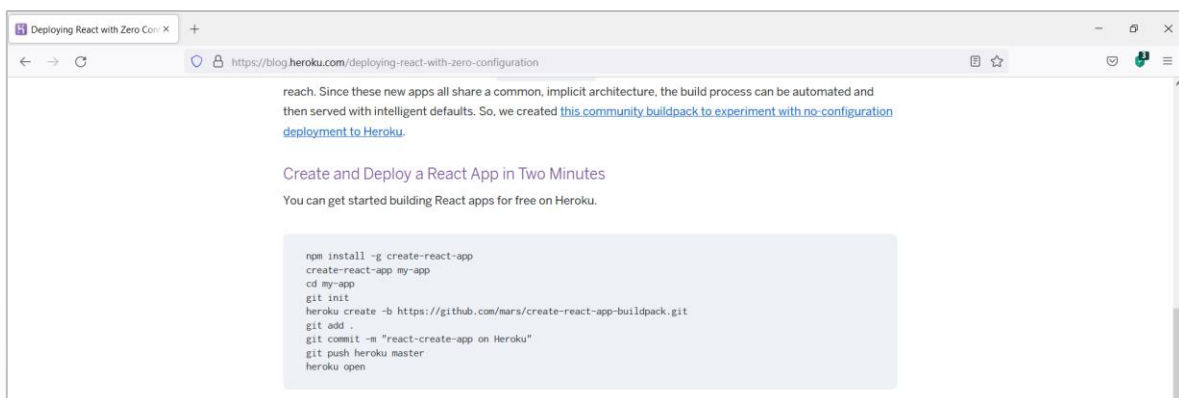 Deploying React with Zero Con
https://blog.heroku.com/deploying-react-with-zero-configuration
3
reach. Since these new apps all share a common, implicit architecture, the build process can be automated and
then served with intelligent defaults. So, we created this community buildpack to experiment with no-configuration
deployment to Heroku.
Create and Deploy a React App in Two Minutes
You can get started building React apps for free on Heroku.
npm install -g create-react-app
create-react-app my-app
cd my-app
git init
heroku create -b https://github.com/mars/create-react-app-buildpack.git
git add .
git commit -m "react-create-app on Heroku"
git push heroku master
heroku open